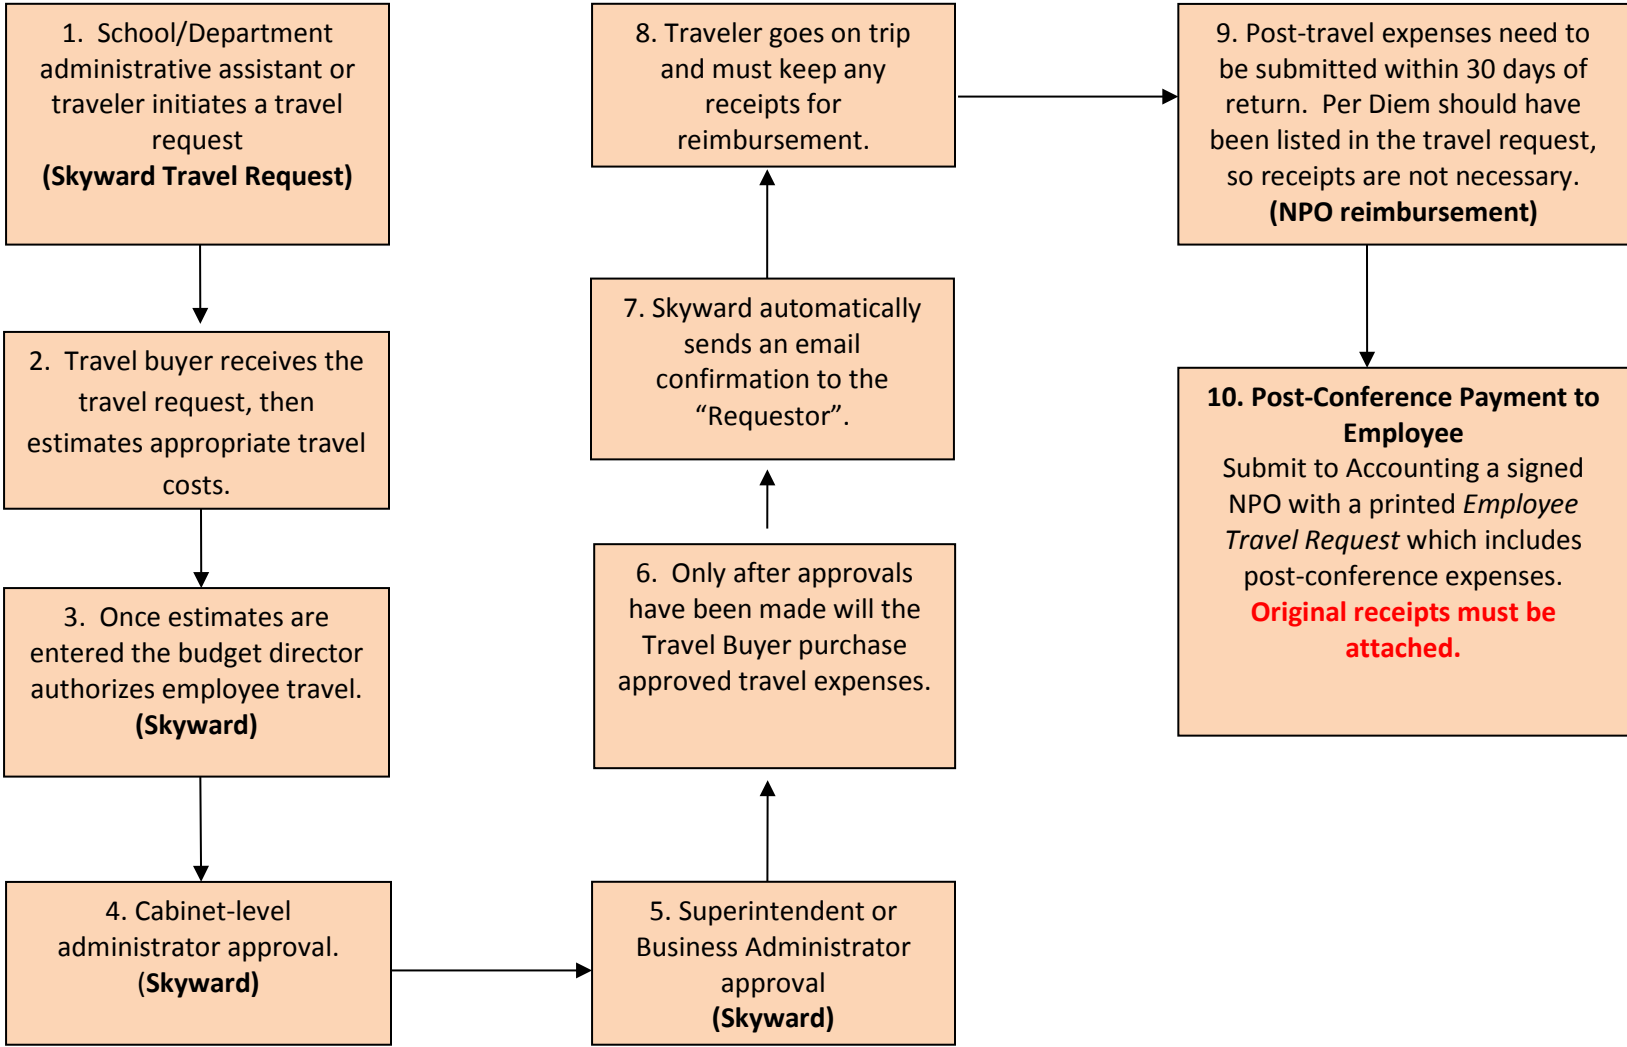 1. School/Department
administrative assistant or
traveler initiates a travel
request
(Skyward Travel Request)
2. Travel buyer receives the
travel request, then
estimates appropriate travel
costs.
3. Once estimates are
entered the budget director
authorizes employee travel.
(Skyward)
4. Cabinet-level
administrator approval.
(Skyward)
5. Superintendent or
Business Administrator
approval
(Skyward)
6. Only after approvals
have been made will the
Travel Buyer purchase
approved travel expenses.
7. Skyward automatically
sends an email
confirmation to the
“Requestor”.
8. Traveler goes on trip
and must keep any
receipts for
reimbursement.
9. Post-travel expenses need to
be submitted within 30 days of
return. Per Diem should have
been listed in the travel request,
so receipts are not necessary.
(NPO reimbursement)
10. Post-Conference Payment to
Employee
Submit to Accounting a signed
NPO with a printed Employee
Travel Request which includes
post-conference expenses.
Original receipts must be
attached.